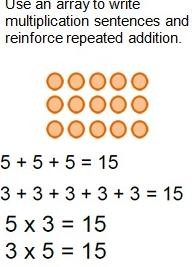 Use an array to write
multiplication sentences and
reinforce repeated addition.
5 + 5 + 5 = 15
3 + 3 + 3 + 3 + 3 = 15
5 x 3 = 15
3 x 5 = 15